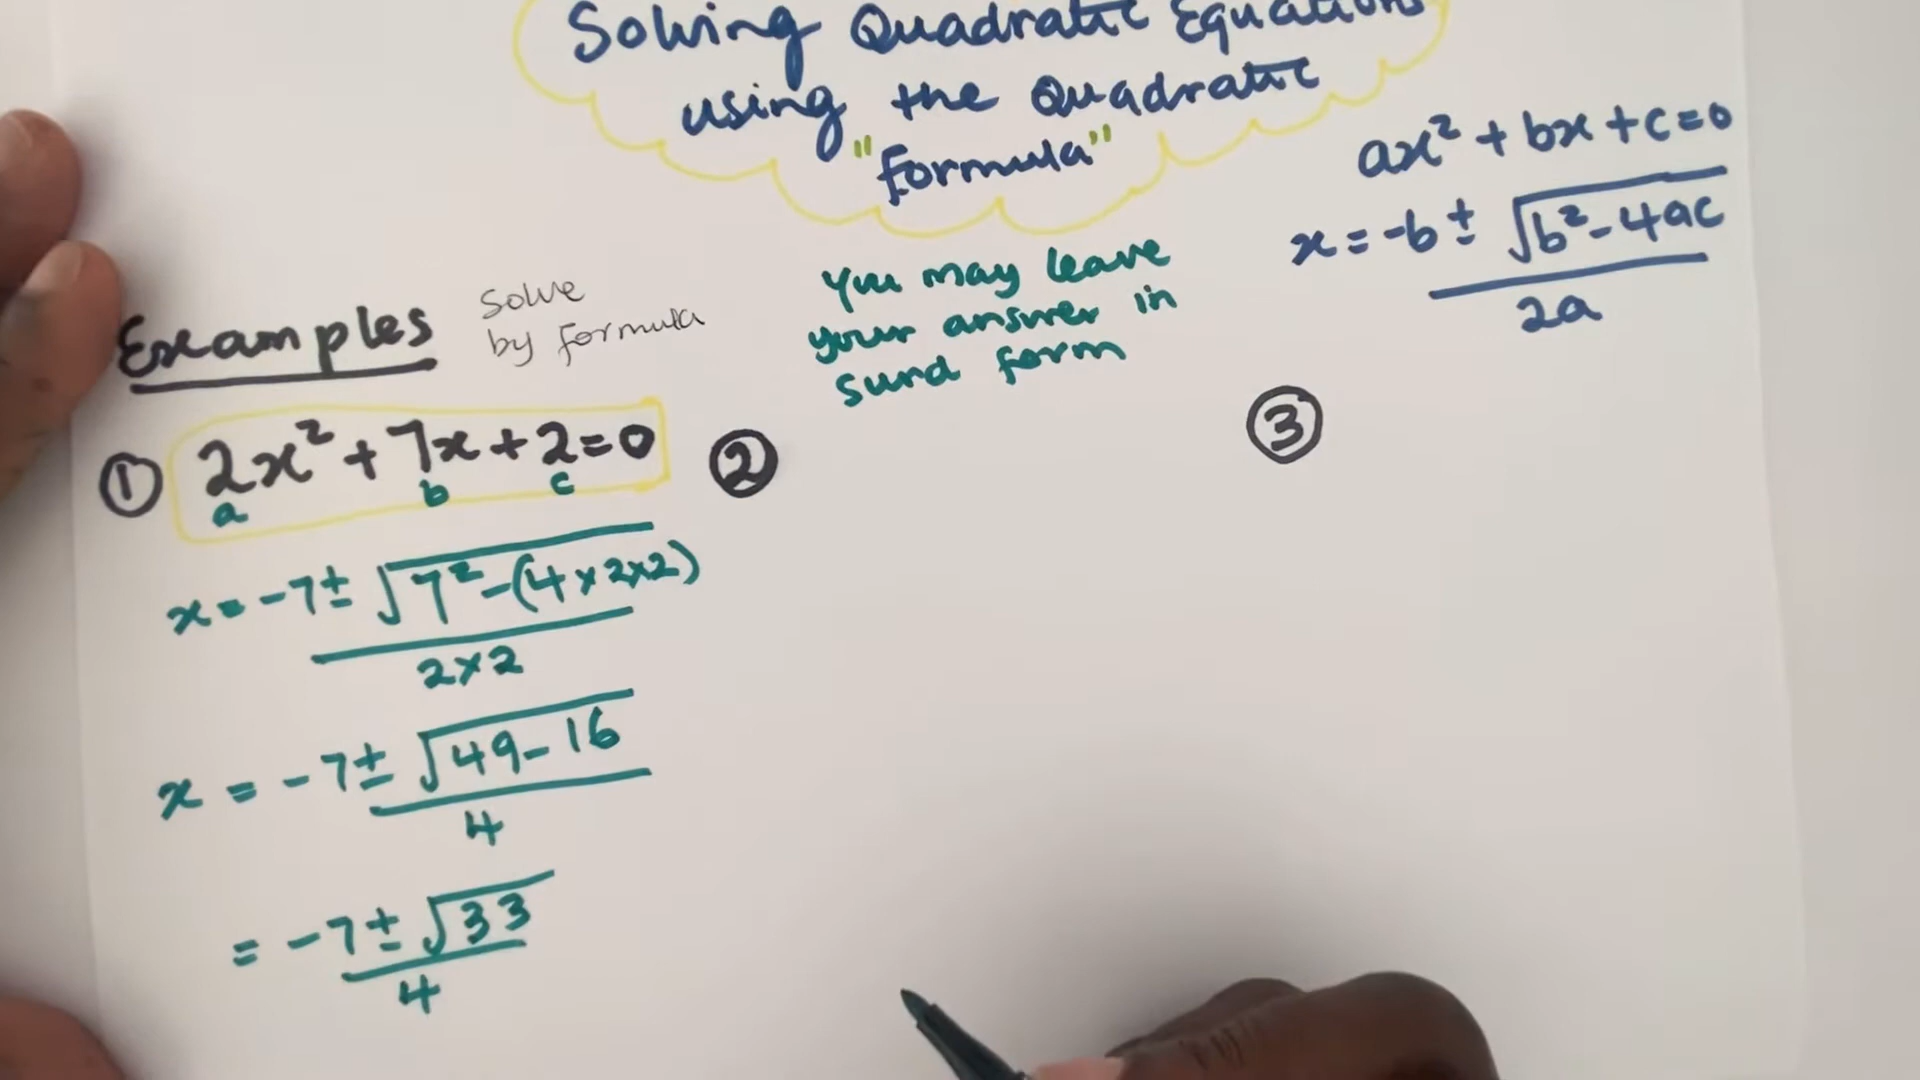 Solving Quadratic Equations
using the Quadratic
"formula"
ax² + bx + c = 0
x = -b ± √b² - 4ac
2a
You may leave
your answer in
surd form
Examples
Solve
by formula
① 2x² + 7x + 2 = 0
a b c
x = -7 ± √7² - (4 × 2 × 2)
2 × 2
x = -7 ± √49 - 16
4
= -7 ± √33
4
②
③